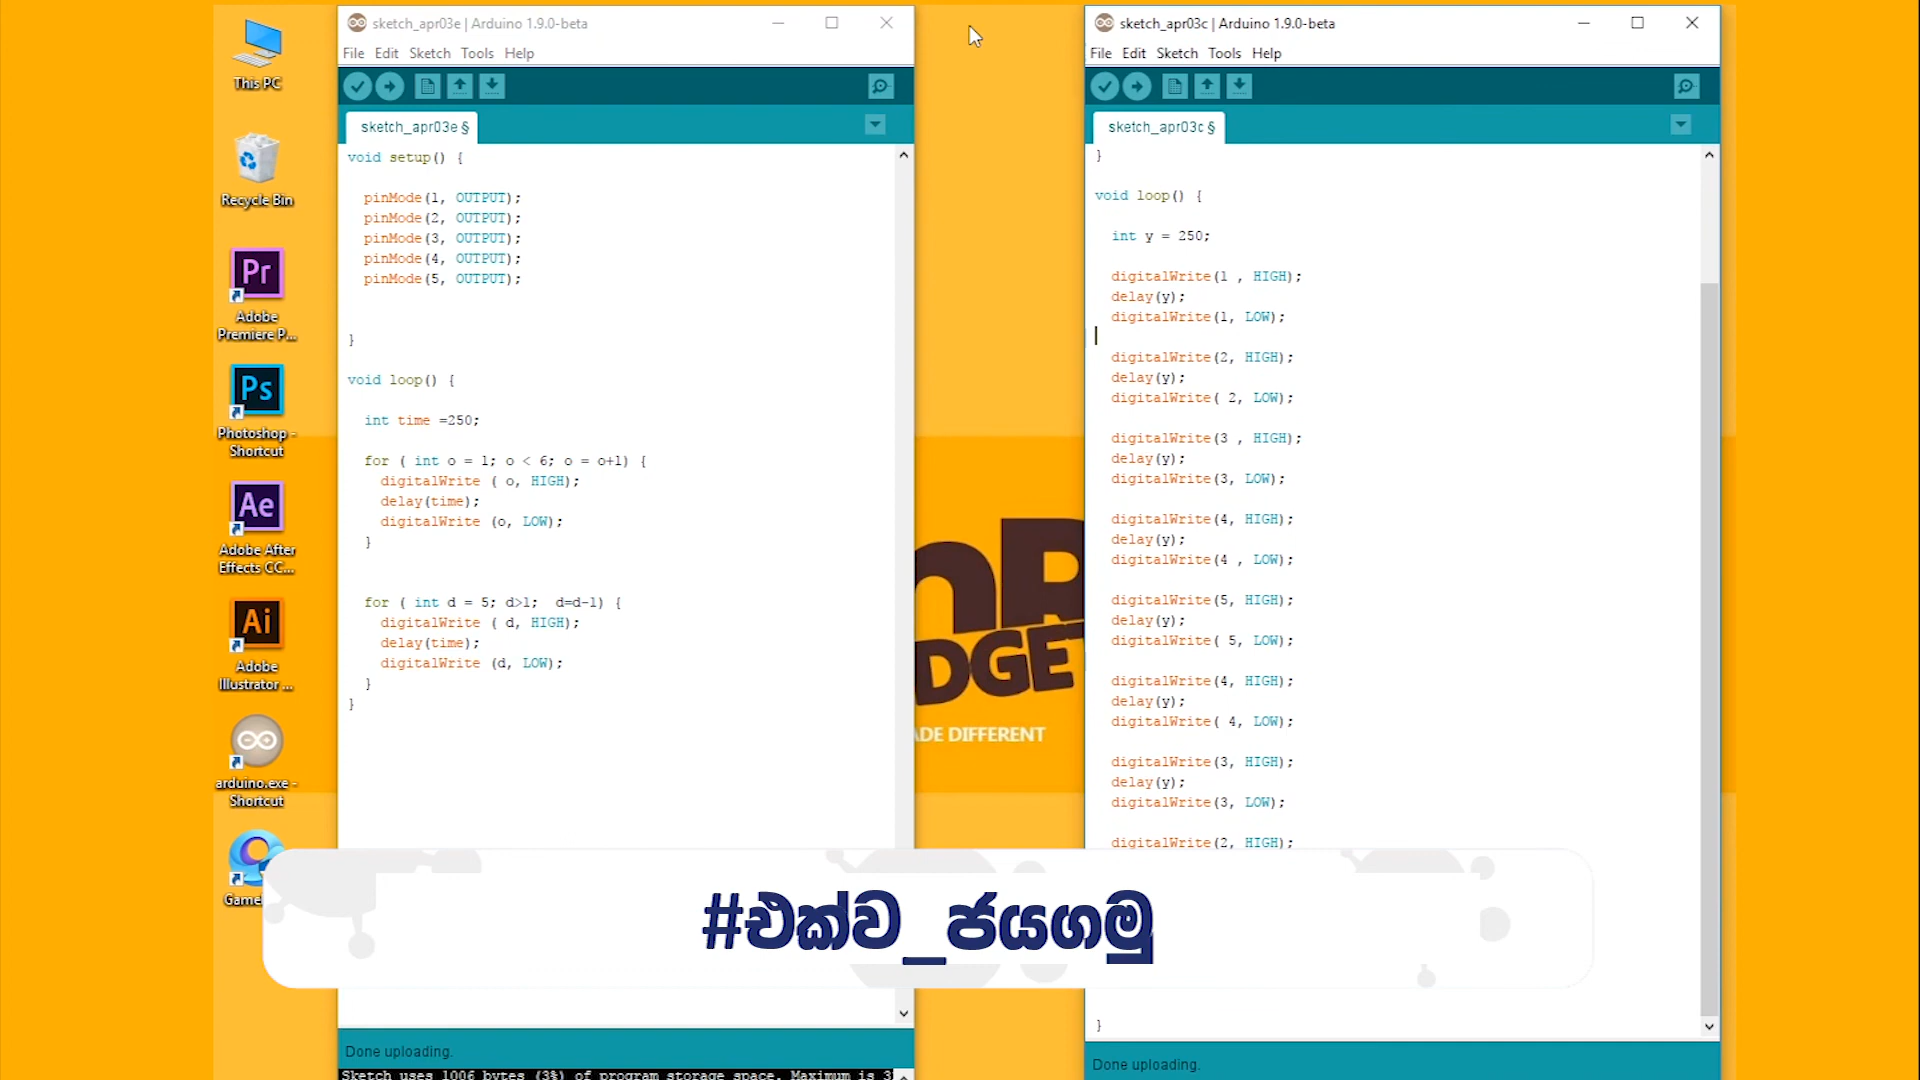 This PC
Recycle Bin
Pr
Adobe
Premiere P...
Ps
Photoshop -
Shortcut
Ae
Adobe After
Effects CC...
Ai
Adobe
Illustrator ...
arduino.exe -
Shortcut
sketch_apr03e | Arduino 1.9.0-beta
File Edit Sketch Tools Help
sketch_apr03e §
void setup() {
pinMode(1, OUTPUT);
pinMode(2, OUTPUT);
pinMode(3, OUTPUT);
pinMode(4, OUTPUT);
pinMode(5, OUTPUT);
}
void loop() {
int time =250;
for ( int o = 1; o < 6; o = o+1) {
digitalWrite ( o, HIGH);
delay(time);
digitalWrite (o, LOW);
}
for ( int d = 5; d>1;  d=d-1) {
digitalWrite ( d, HIGH);
delay(time);
digitalWrite (d, LOW);
}
}
Done uploading.
Sketch uses 1006 bytes (3%) of program storage space. Maximum is
DIFFERENT
sketch_apr03c | Arduino 1.9.0-beta
File Edit Sketch Tools Help
sketch_apr03c §
}
void loop() {
int y = 250;
digitalWrite(1 , HIGH);
delay(y);
digitalWrite(1, LOW);
digitalWrite(2, HIGH);
delay(y);
digitalWrite( 2, LOW);
digitalWrite(3 , HIGH);
delay(y);
digitalWrite(3, LOW);
digitalWrite(4, HIGH);
delay(y);
digitalWrite(4 , LOW);
digitalWrite(5, HIGH);
delay(y);
digitalWrite( 5, LOW);
digitalWrite(4, HIGH);
delay(y);
digitalWrite( 4, LOW);
digitalWrite(3, HIGH);
delay(y);
digitalWrite(3, LOW);
digitalWrite(2, HIGH);
}
Done uploading.
#එක්ව_ජයගමු